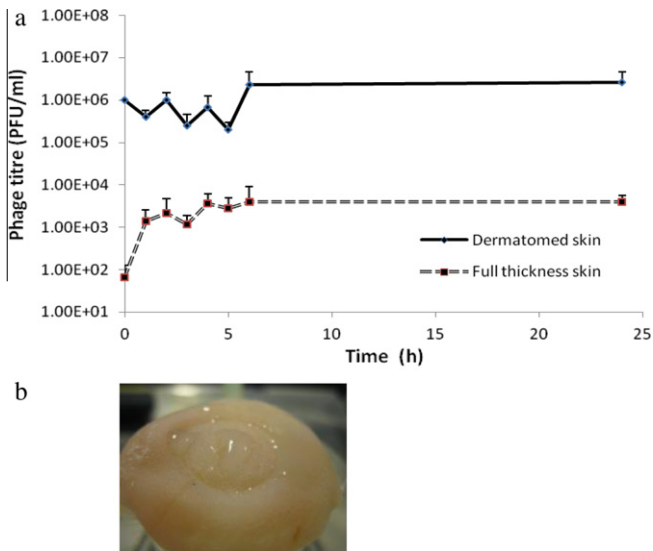 a
Phage titre (PFU/ml)
1.00E+08
1.00E+07
1.00E+06
1.00E+05
1.00E+04
1.00E+03
1.00E+02
1.00E+01
Dermatomed skin
Full thickness skin
0 5 10 15 20 25
Time (h)
b